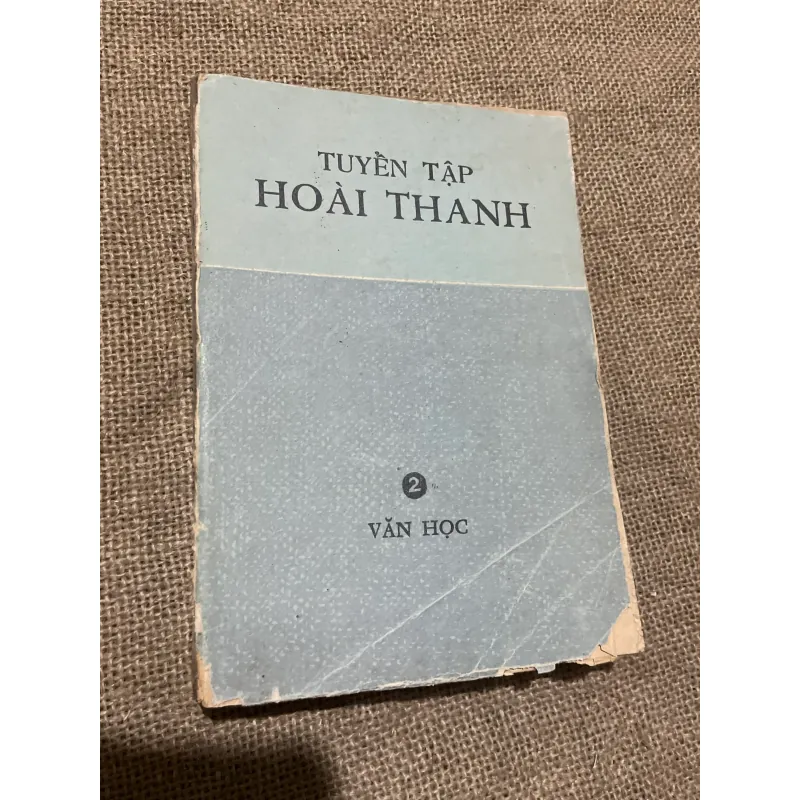 TUYỂN TẬP
HOÀI THANH
2
VĂN HỌC